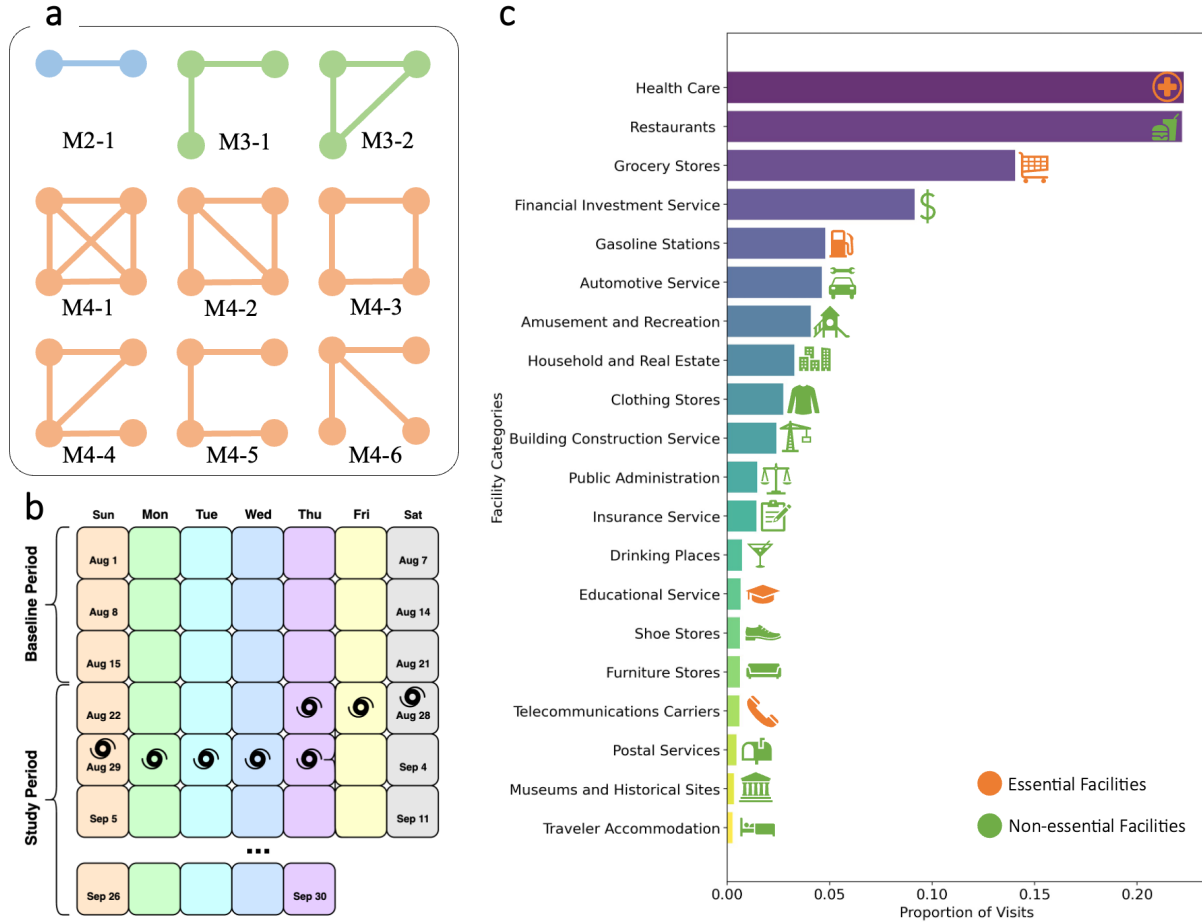 a
M2-1
M3-1
M3-2
M4-1
M4-2
M4-3
M4-4
M4-5
M4-6
b
Sun Mon Tue Wed Thu Fri Sat
Baseline Period
Aug 1
Aug 7
Aug 8
Aug 14
Aug 15
Aug 21
Study Period
Aug 22
Aug 28
Aug 29
Sep 4
Sep 5
Sep 11
...
Sep 26
Sep 30
c
Facility Categories
Health Care
Restaurants
Grocery Stores
Financial Investment Service
$
Gasoline Stations
Automotive Service
Amusement and Recreation
Household and Real Estate
Clothing Stores
Building Construction Service
Public Administration
Insurance Service
Drinking Places
Educational Service
Shoe Stores
Furniture Stores
Telecommunications Carriers
Postal Services
Museums and Historical Sites
Traveler Accommodation
Essential Facilities
Non-essential Facilities
0.00 0.05 0.10 0.15 0.20
Proportion of Visits